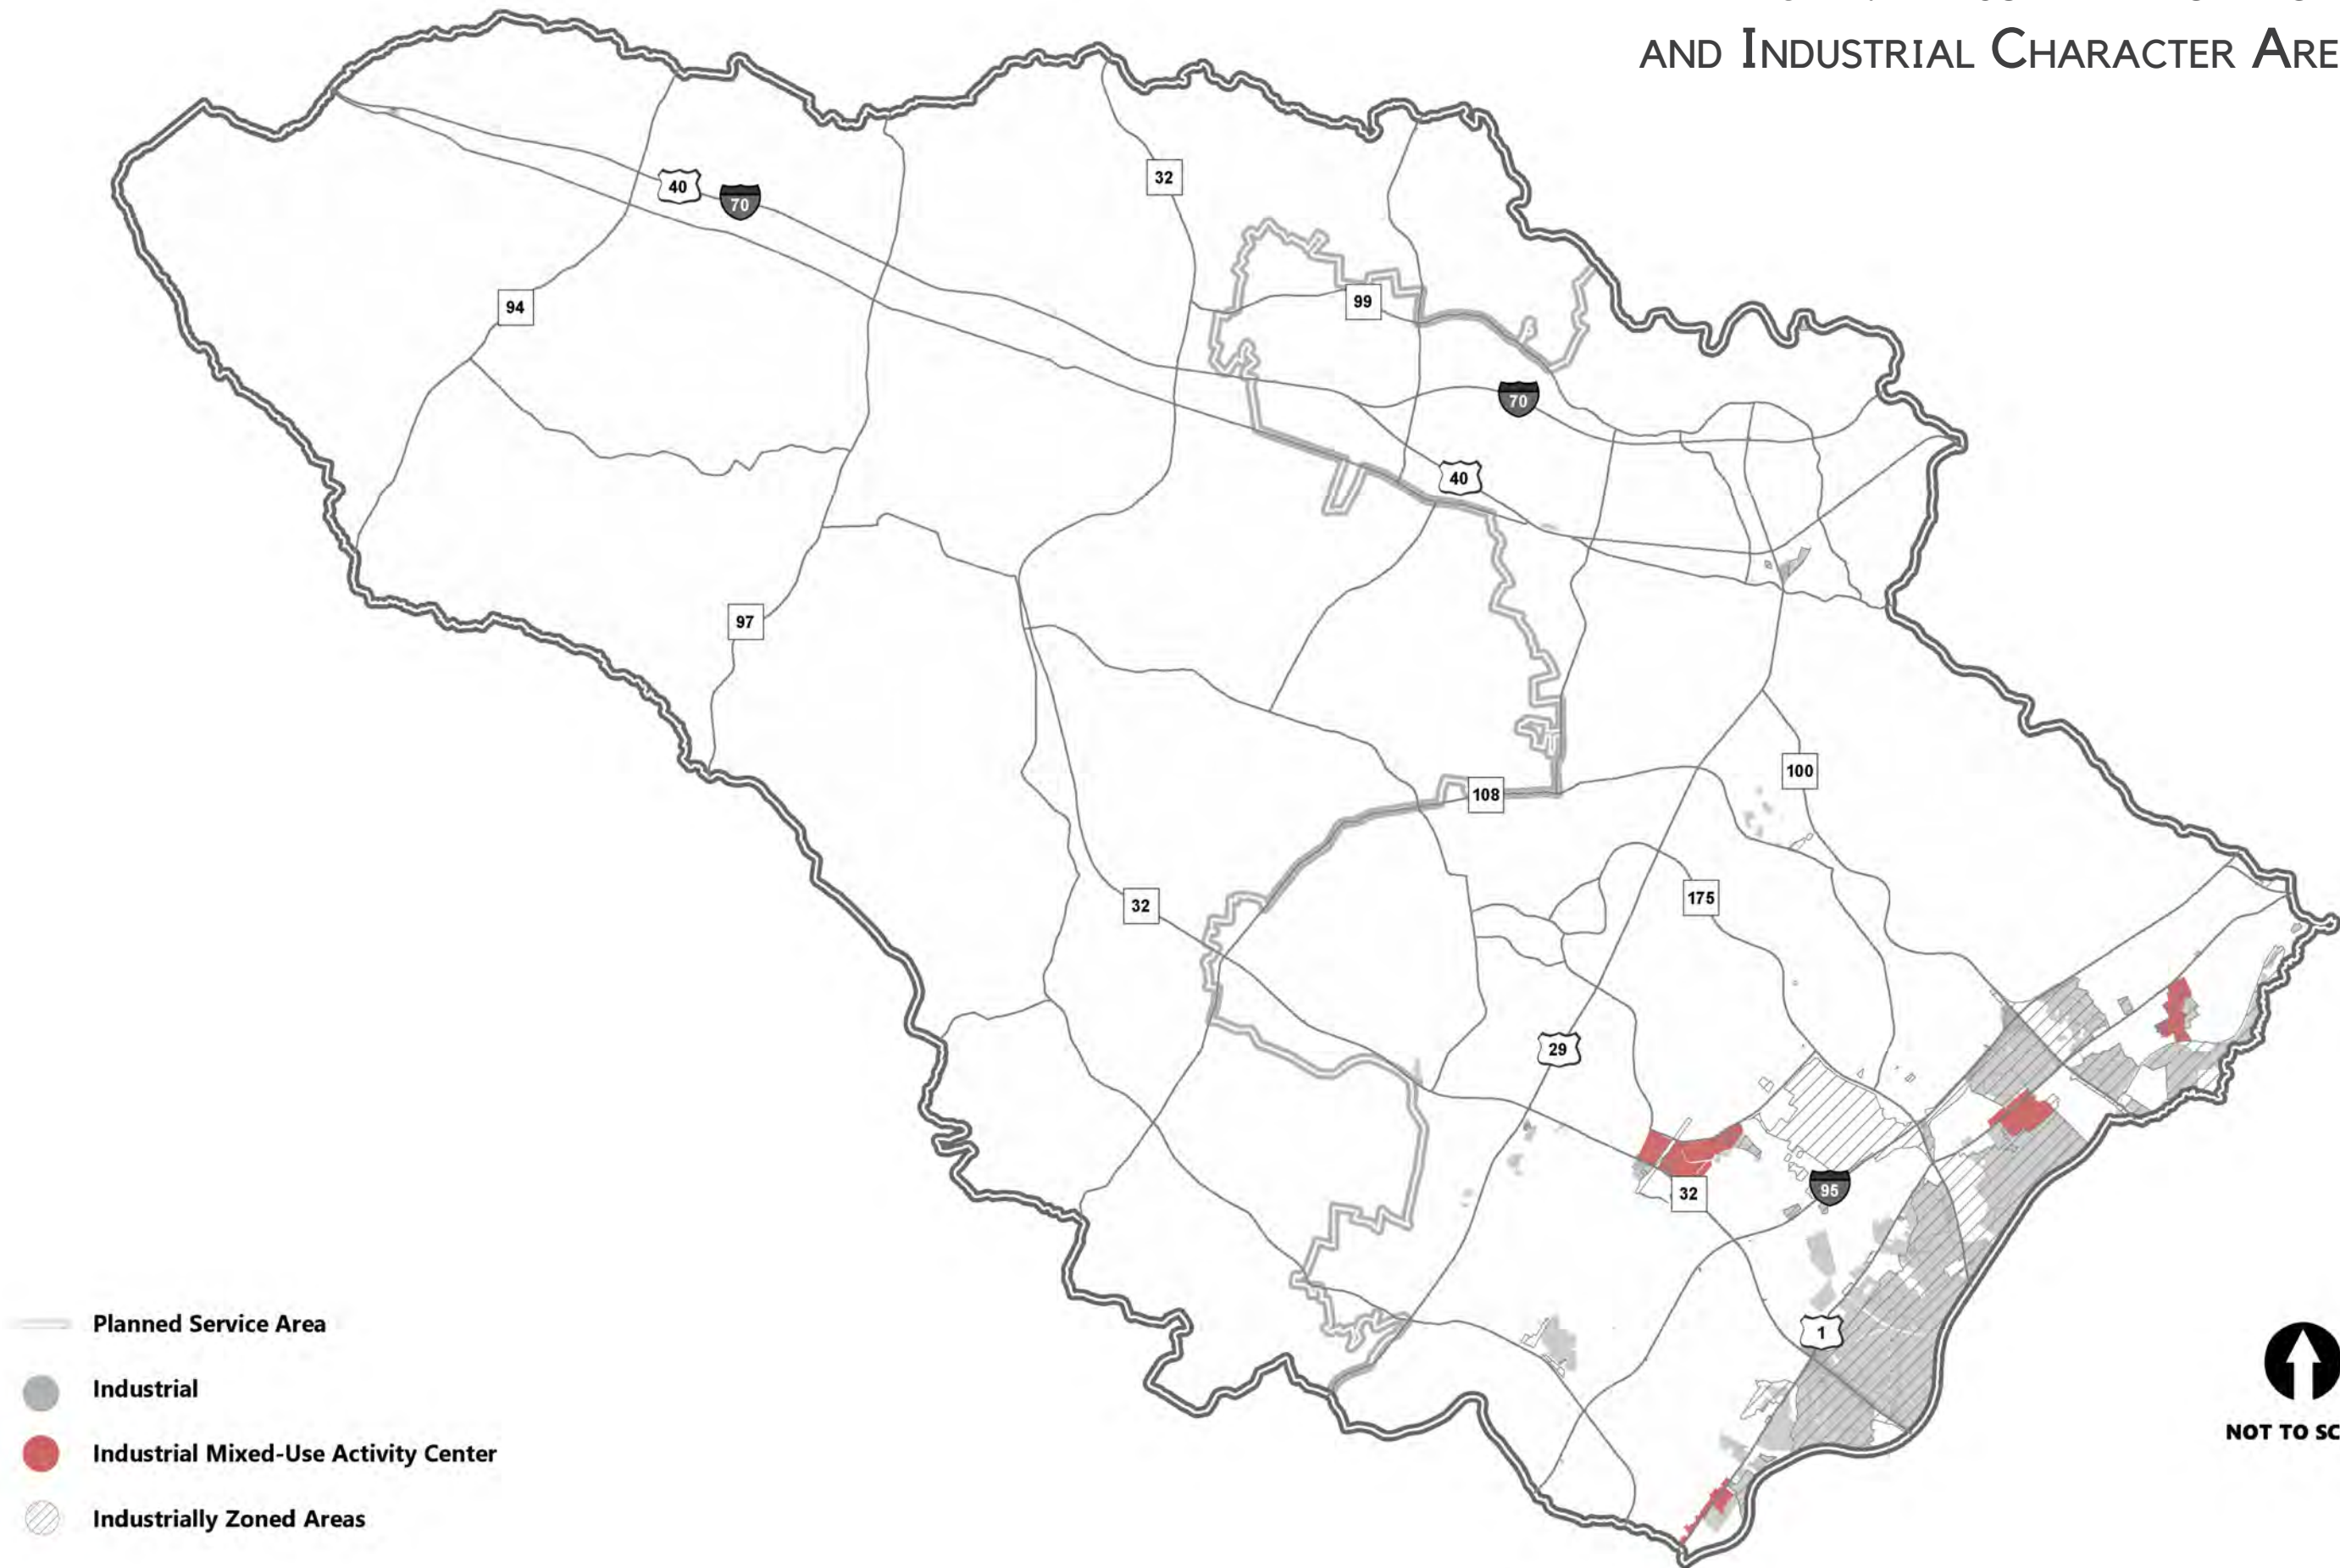 AND INDUSTRIAL CHARACTER ARE
40
70
32
94
99
70
40
97
108
100
32
175
29
32
95
1
Planned Service Area
Industrial
Industrial Mixed-Use Activity Center
Industrially Zoned Areas
NOT TO SC